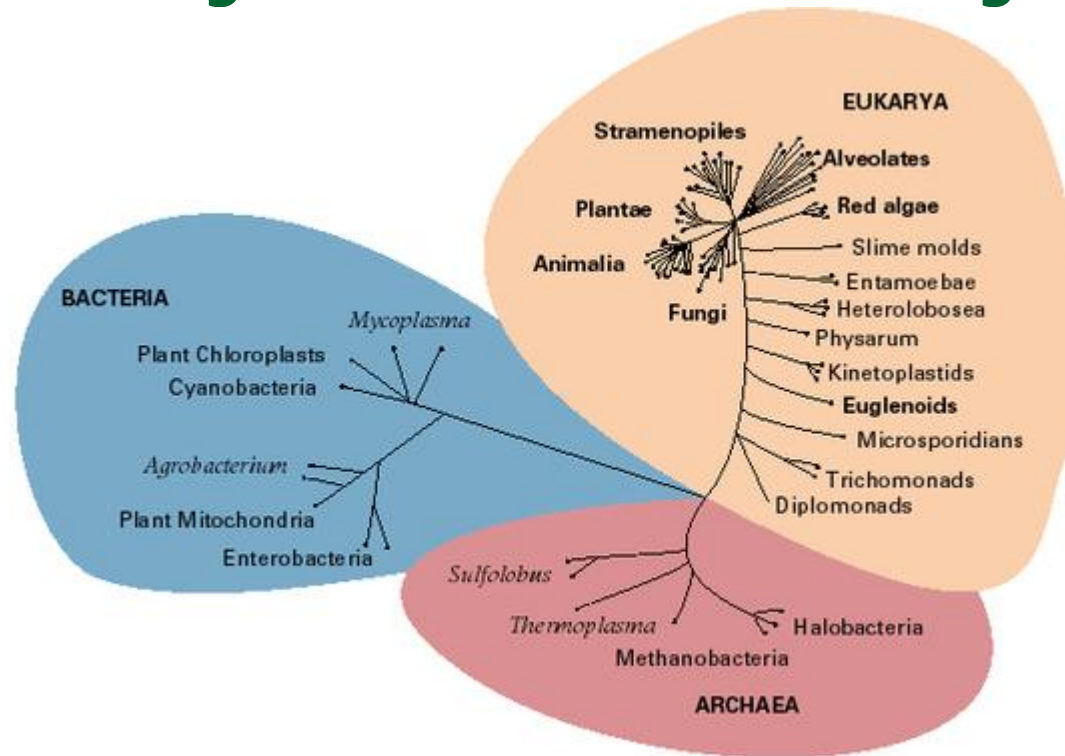 EUKARYA
Stramenopiles
Alveolates
Plantae
Red algae
Slime molds
Animalia
Entamoebae
Heterolobosea
Fungi
Physarum
Kinetoplastids
Euglenoids
Microsporidians
Trichomonads
Diplomonads
BACTERIA
Mycoplasma
Plant Chloroplasts
Cyanobacteria
Agrobacterium
Plant Mitochondria
Enterobacteria
Sulfolobus
Thermoplasma
Halobacteria
Methanobacteria
ARCHAEA